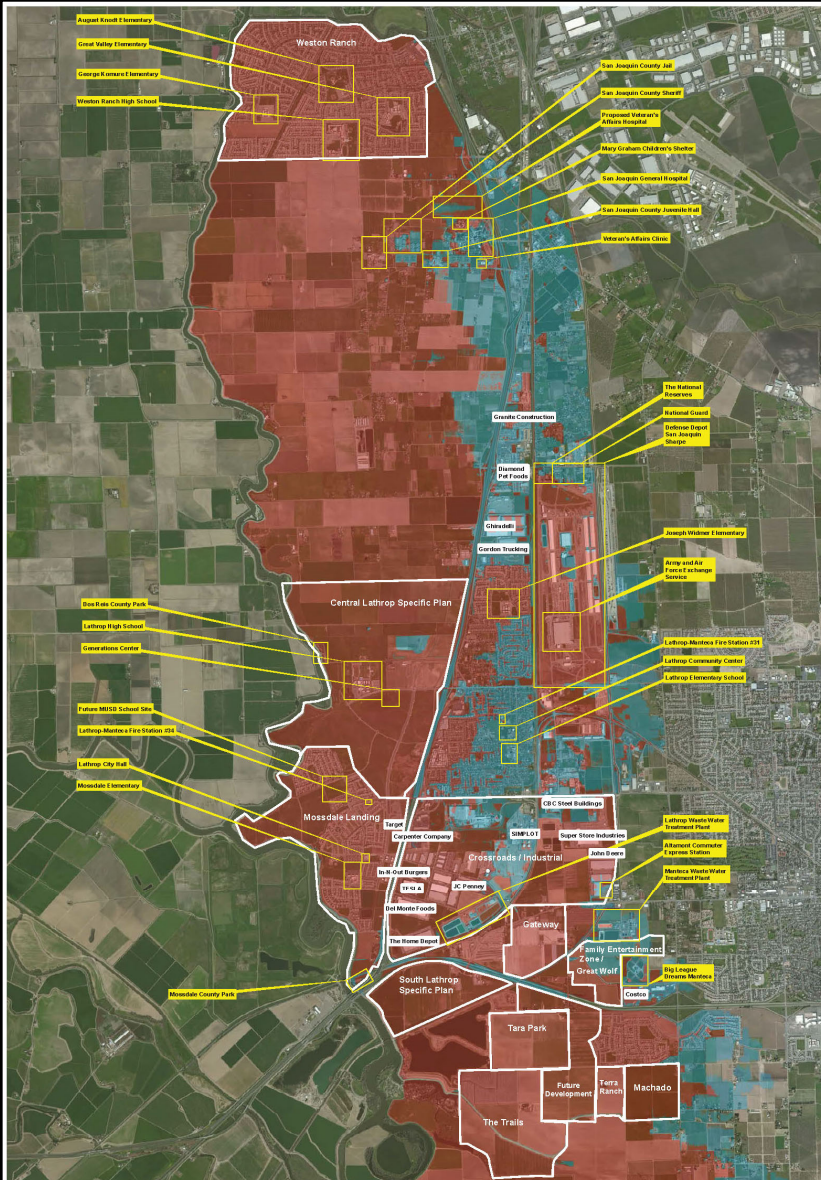 August Knodt Elementary
Great Valley Elementary
George Komure Elementary
Weston Ranch High School
Weston Ranch
San Joaquin County Jail
San Joaquin County Sheriff
Proposed Veteran's
Affairs Hospital
Mary Graham Children's Shelter
San Joaquin General Hospital
San Joaquin County Juvenile Hall
Veteran's Affairs Clinic
The National
Reserves
National Guard
Defense Depot
San Joaquin
Sharpe
Granite Construction
Diamond
Pet Foods
Ghiradelli
Gordon Trucking
Joseph Widmer Elementary
Army and Air
Force Exchange
Service
Central Lathrop Specific Plan
Dos Reis County Park
Lathrop High School
Generations Center
Lathrop-Manteca Fire Station #31
Lathrop Community Center
Lathrop Elementary School
Future MUSD School Site
Lathrop-Manteca Fire Station #34
Lathrop City Hall
Mossdale Elementary
Mossdale Landing
Target
Carpenter Company
CBC Steel Buildings
SIMPLOT
Super Store Industries
Crossroads / Industrial
John Deere
In-N-Out Burgers
TESLA
JC Penney
Del Monte Foods
The Home Depot
Lathrop Waste Water
Treatment Plant
Altamont Commuter
Express Station
Manteca Waste Water
Treatment Plant
Gateway
Family Entertainment
Zone /
Great Wolf
Big League
Dreams Manteca
Costco
Mossdale County Park
South Lathrop
Specific Plan
Tara Park
Future
Development
Terra
Ranch
Machado
The Trails